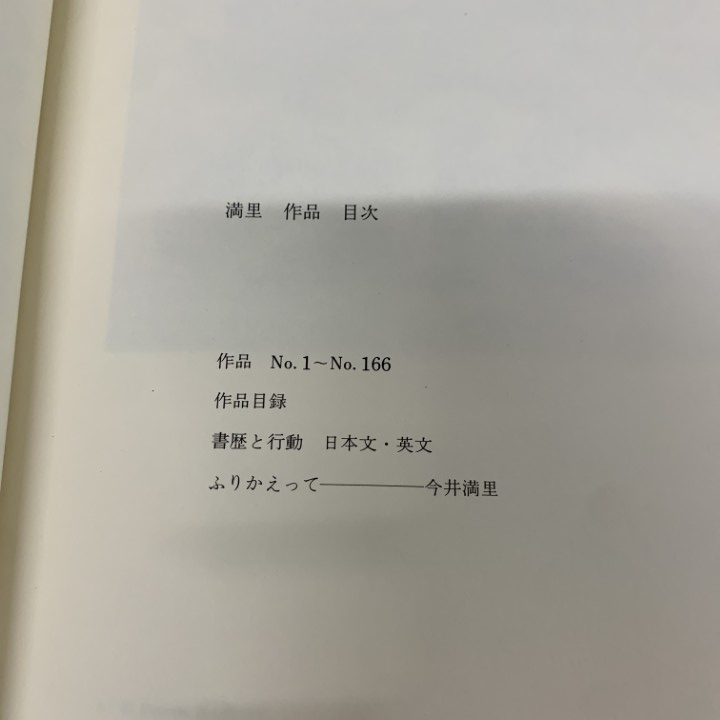 満里　作品　目次
作品　No. 1～No. 166
作品目録
書歴と行動　日本文・英文
ふりかえって――――――今井満里